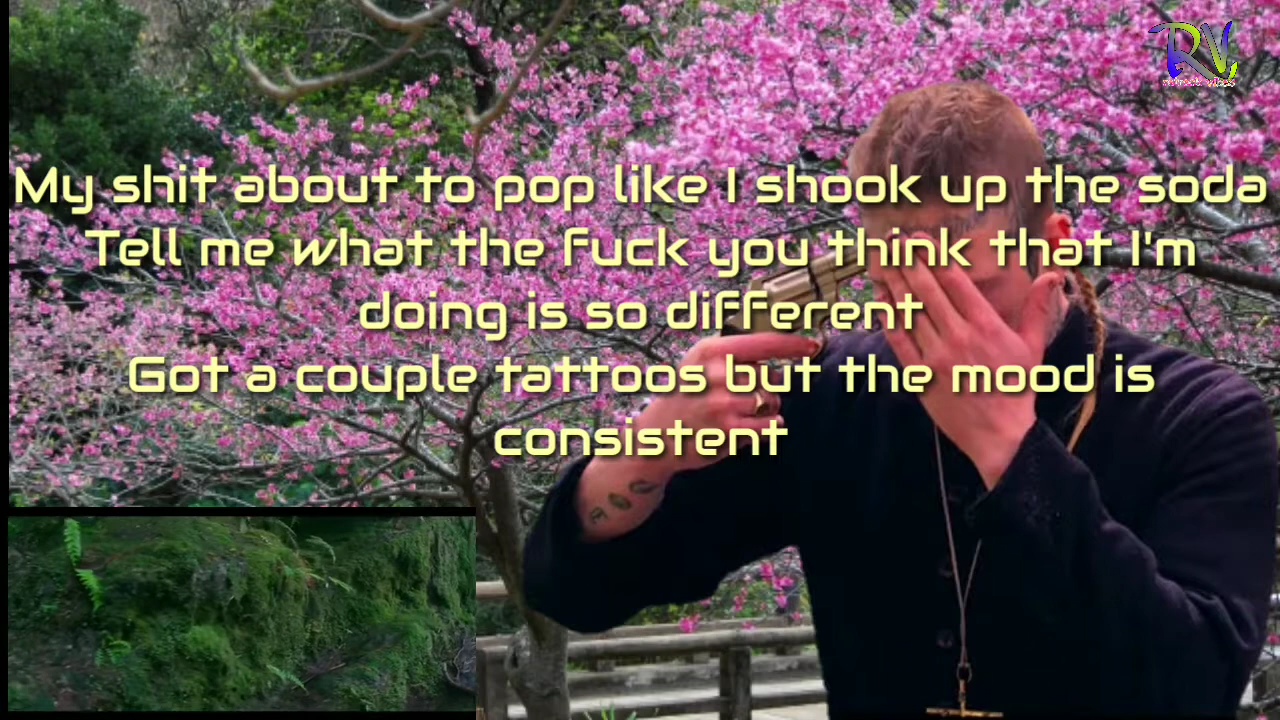 RV
My shit about to pop like I shook up the soda
Tell me what the fuck you think that I'm
doing is so different
Got a couple tattoos but the mood is
consistent